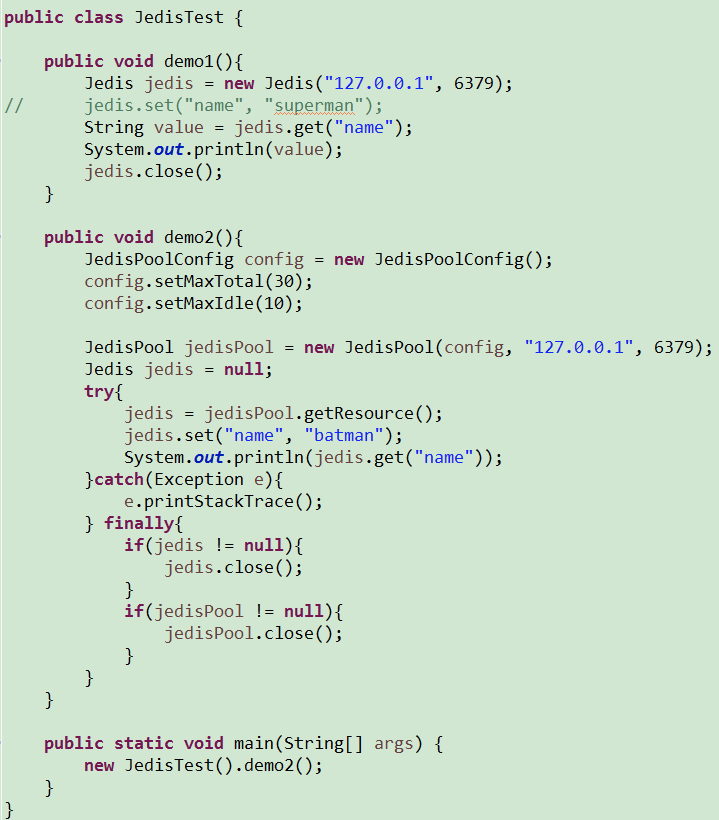 public class JedisTest {

    public void demo1(){
        Jedis jedis = new Jedis("127.0.0.1", 6379);
//      jedis.set("name", "superman");
        String value = jedis.get("name");
        System.out.println(value);
        jedis.close();
    }

    public void demo2(){
        JedisPoolConfig config = new JedisPoolConfig();
        config.setMaxTotal(30);
        config.setMaxIdle(10);

        JedisPool jedisPool = new JedisPool(config, "127.0.0.1", 6379);
        Jedis jedis = null;
        try{
            jedis = jedisPool.getResource();
            jedis.set("name", "batman");
            System.out.println(jedis.get("name"));
        }catch(Exception e){
            e.printStackTrace();
        } finally{
            if(jedis != null){
                jedis.close();
            }
            if(jedisPool != null){
                jedisPool.close();
            }
        }
    }

    public static void main(String[] args) {
        new JedisTest().demo2();
    }
}